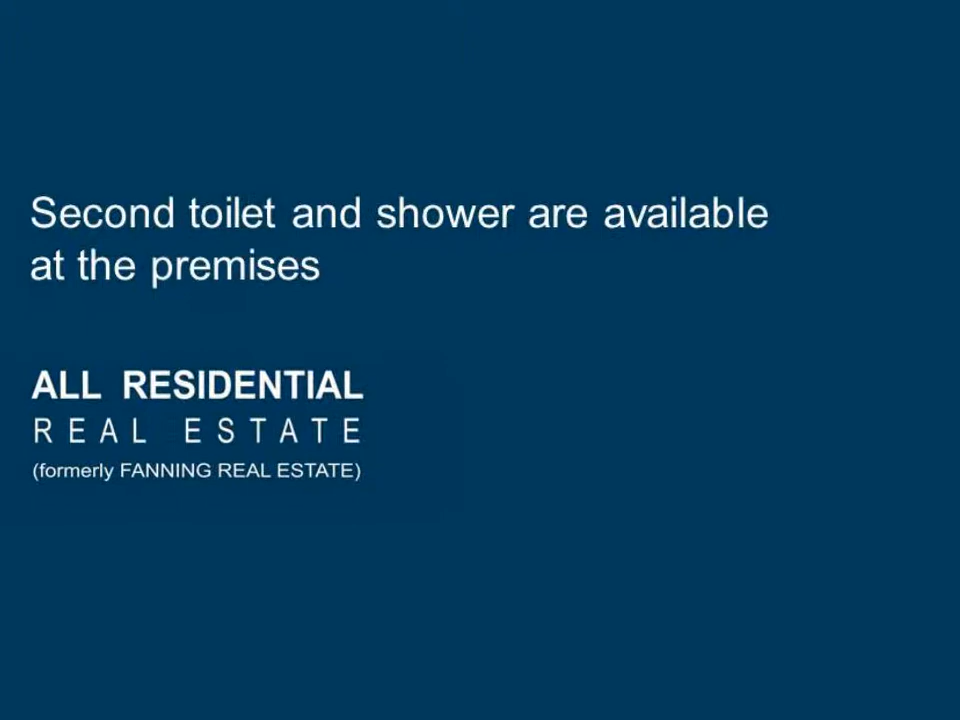 Second toilet and shower are available
at the premises
ALL RESIDENTIAL
REAL ESTATE
(formerly FANNING REAL ESTATE)